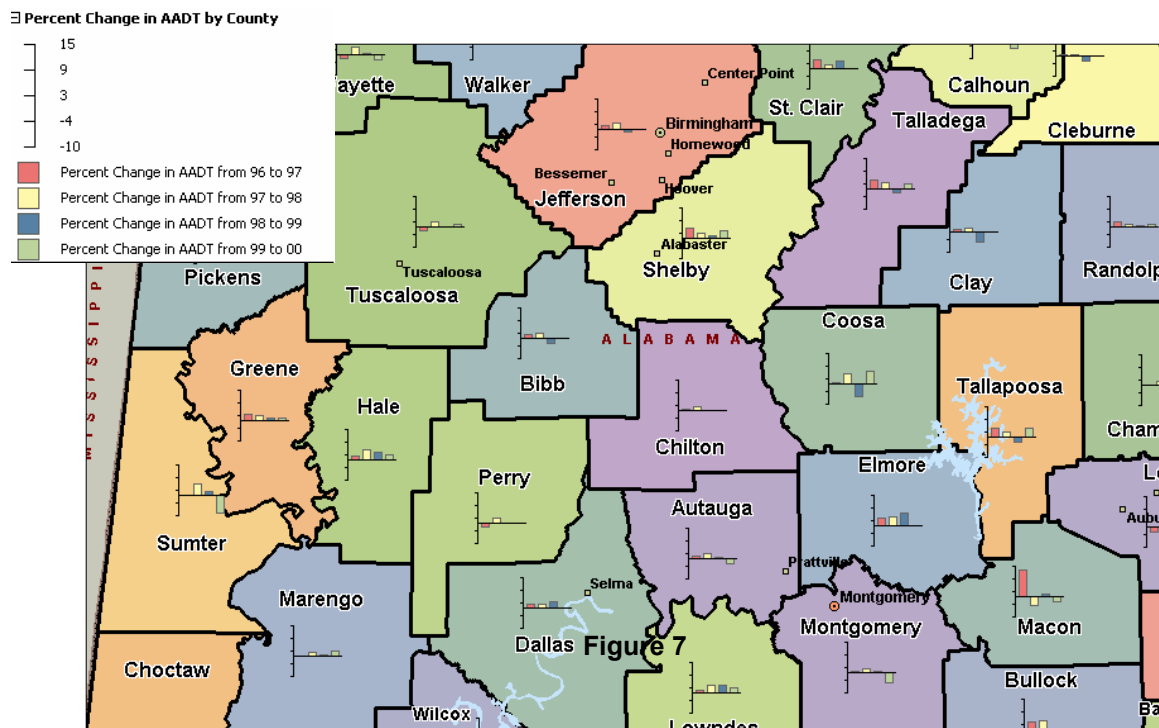 Percent Change in AADT by County
15
9
3
-4
-10
Percent Change in AADT from 96 to 97
Percent Change in AADT from 97 to 98
Percent Change in AADT from 98 to 99
Percent Change in AADT from 99 to 00
ayette
Walker
Center Point
St. Clair
Calhoun
Talladega
Cleburne
Birmingham
Homewood
Bessemer
Hoover
Jefferson
Alabaster
Shelby
Clay
Randolp
Pickens
Tuscaloosa
Tuscaloosa
MISSISSIPPI
ALABAMA
Coosa
Greene
Bibb
Tallapoosa
Hale
Chilton
Cham
Perry
Elmore
Autauga
Sumter
Prattville
Selma
Marengo
Montgomery
Montgomery
Macon
Dallas
Figure 7
Choctaw
Bullock
Wilcox
Lowndes
Ba
Aubu